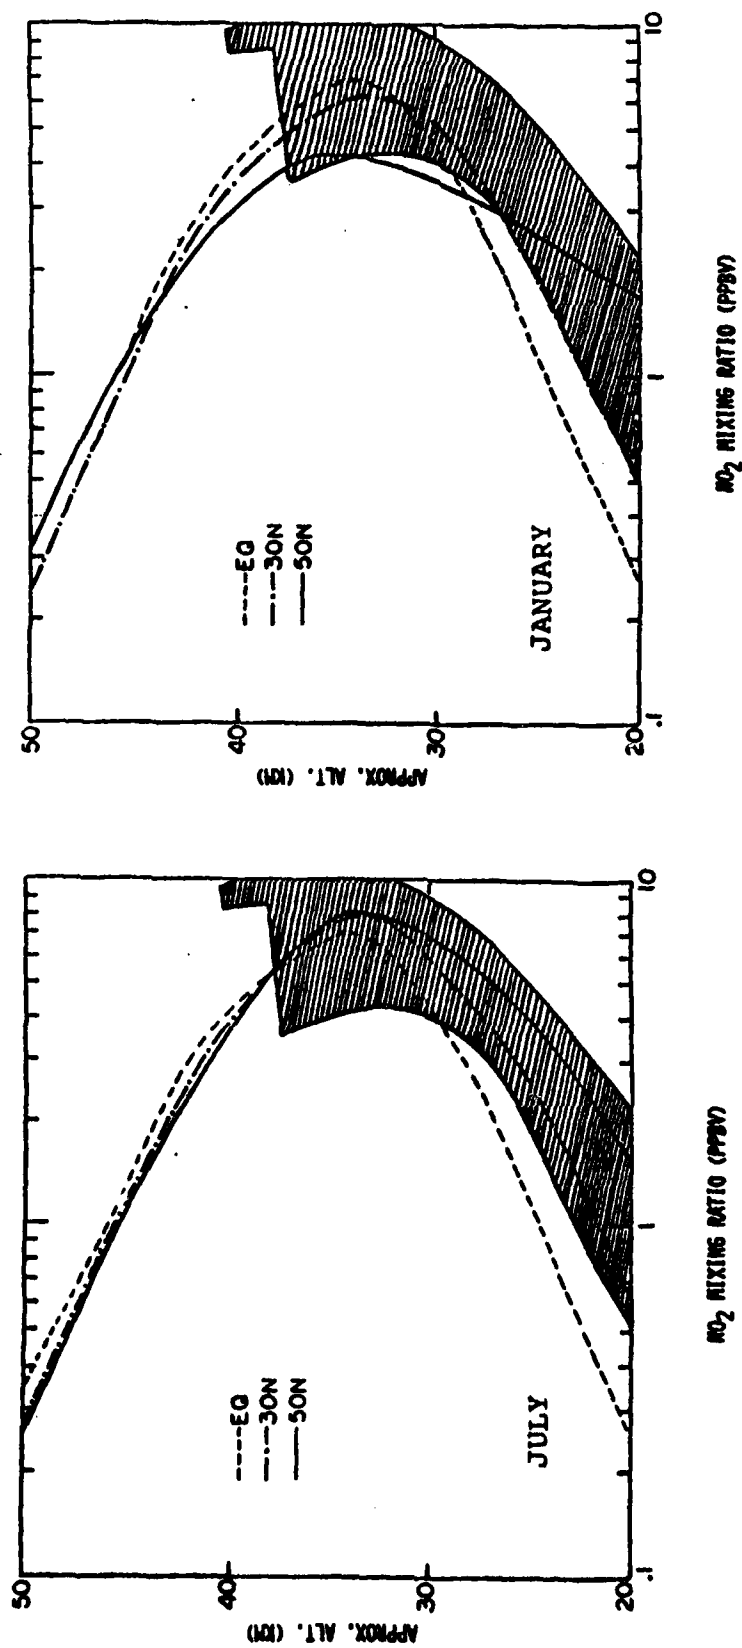 50
40
30
20
APPROX. ALT. (KM)
.1
1
10
NO2 MIXING RATIO (PPBV)
----EQ
—·—30N
——50N
JULY
50
40
30
20
APPROX. ALT. (KM)
.1
1
10
NO2 MIXING RATIO (PPBV)
----EQ
—·—30N
——50N
JANUARY